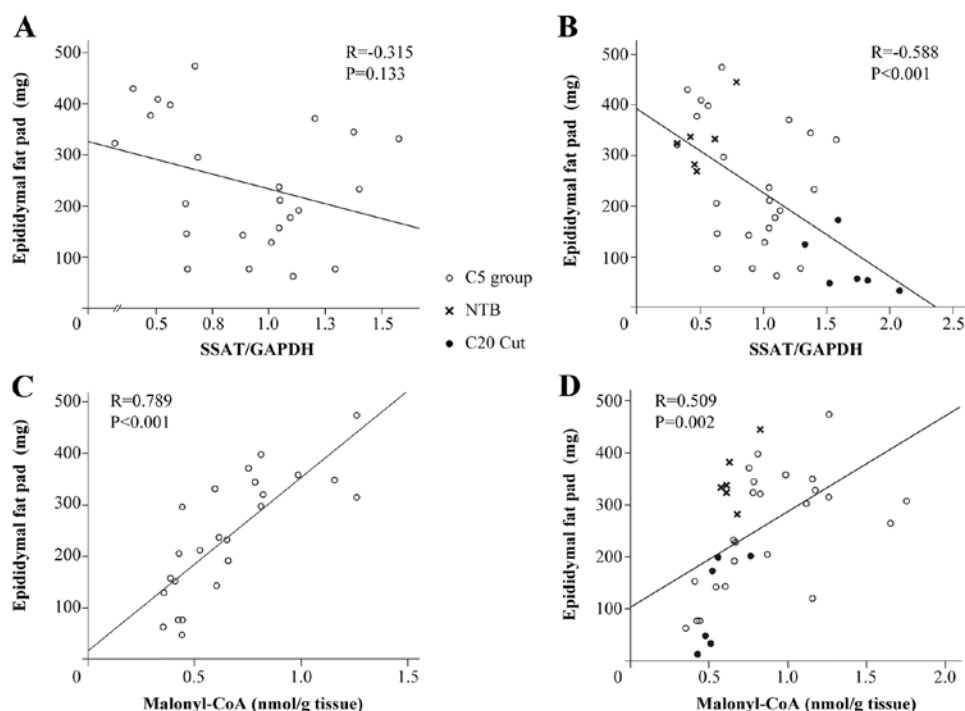 A
R=-0.315
P=0.133
Epididymal fat pad (mg)
500
400
300
200
100
0
0.5
0.8
1.0
1.3
1.5
SSAT/GAPDH
C5 group
NTB
C20 Cut
B
R=-0.588
P<0.001
Epididymal fat pad (mg)
500
400
300
200
100
0
0.5
1.0
1.5
2.0
2.5
SSAT/GAPDH
C
R=0.789
P<0.001
Epididymal fat pad (mg)
500
400
300
200
100
0
0.5
1.0
1.5
Malonyl-CoA (nmol/g tissue)
D
R=0.509
P=0.002
Epididymal fat pad (mg)
500
400
300
200
100
0
0.5
1.0
1.5
2.0
Malonyl-CoA (nmol/g tissue)